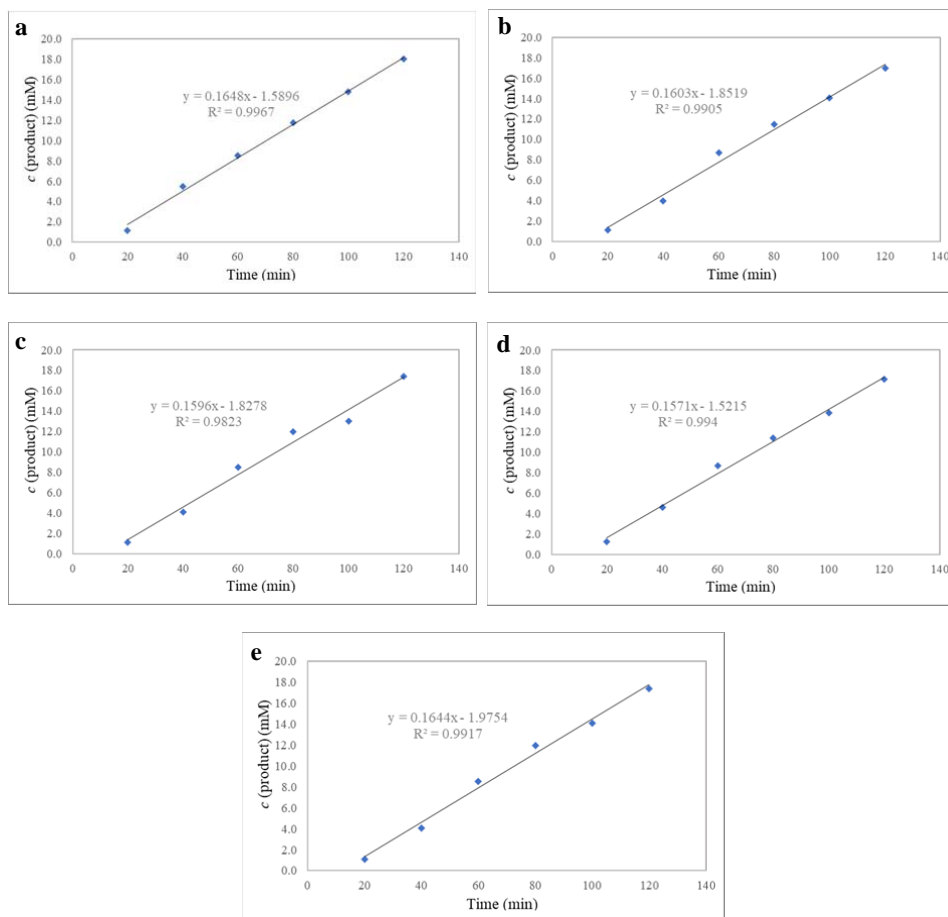 a
20.0
18.0
16.0
14.0
12.0
10.0
8.0
6.0
4.0
2.0
0.0
c (product) (mM)
y = 0.1648x - 1.5896
R² = 0.9967
0 20 40 60 80 100 120 140
Time (min)
b
20.0
18.0
16.0
14.0
12.0
10.0
8.0
6.0
4.0
2.0
0.0
c (product) (mM)
y = 0.1603x - 1.8519
R² = 0.9905
0 20 40 60 80 100 120 140
Time (min)
c
20.0
18.0
16.0
14.0
12.0
10.0
8.0
6.0
4.0
2.0
0.0
c (product) (mM)
y = 0.1596x - 1.8278
R² = 0.9823
0 20 40 60 80 100 120 140
Time (min)
d
20.0
18.0
16.0
14.0
12.0
10.0
8.0
6.0
4.0
2.0
0.0
c (product) (mM)
y = 0.1571x - 1.5215
R² = 0.994
0 20 40 60 80 100 120 140
Time (min)
e
20.0
18.0
16.0
14.0
12.0
10.0
8.0
6.0
4.0
2.0
0.0
c (product) (mM)
y = 0.1644x - 1.9754
R² = 0.9917
0 20 40 60 80 100 120 140
Time (min)